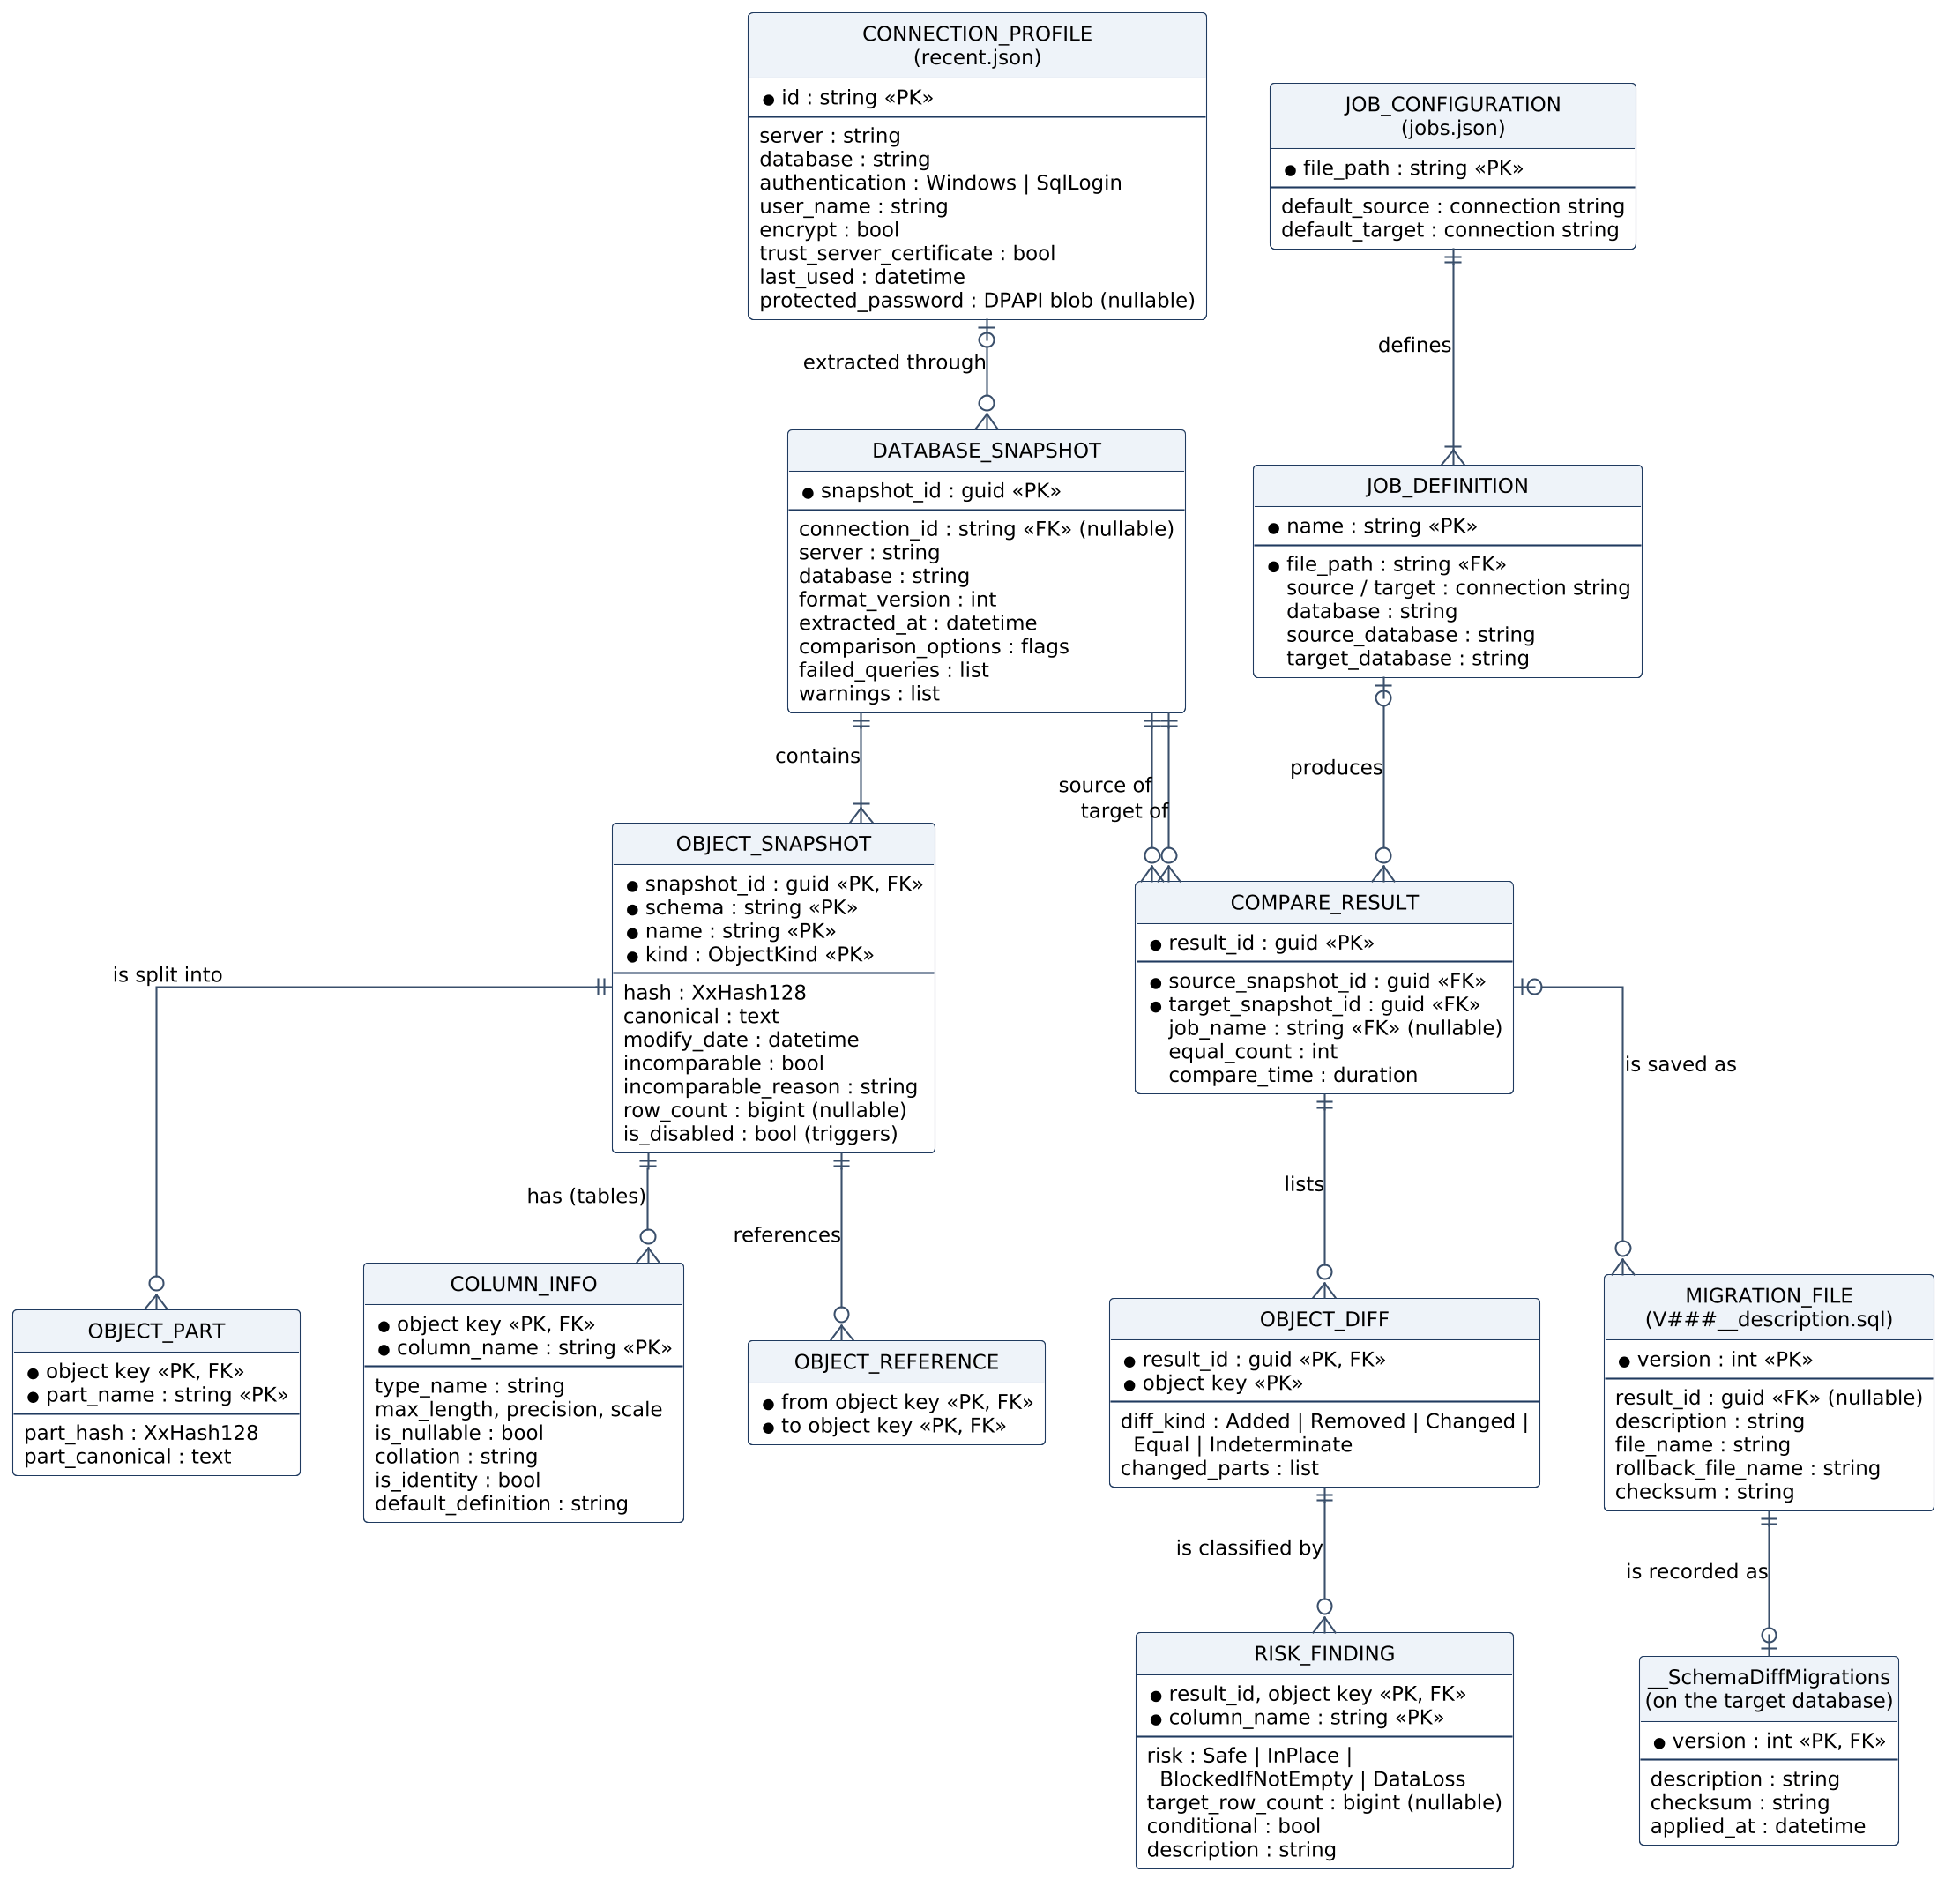 CONNECTION_PROFILE
(recent.json)
id : string «PK»
server : string
database : string
authentication : Windows | SqlLogin
user_name : string
encrypt : bool
trust_server_certificate : bool
last_used : datetime
protected_password : DPAPI blob (nullable)
JOB_CONFIGURATION
(jobs.json)
file_path : string «PK»
default_source : connection string
default_target : connection string
extracted through
defines
DATABASE_SNAPSHOT
snapshot_id : guid «PK»
connection_id : string «FK» (nullable)
server : string
database : string
format_version : int
extracted_at : datetime
comparison_options : flags
failed_queries : list
warnings : list
JOB_DEFINITION
name : string «PK»
file_path : string «FK»
source / target : connection string
database : string
source_database : string
target_database : string
contains
source of
target of
produces
OBJECT_SNAPSHOT
snapshot_id : guid «PK, FK»
schema : string «PK»
name : string «PK»
kind : ObjectKind «PK»
hash : XxHash128
canonical : text
modify_date : datetime
incomparable : bool
incomparable_reason : string
row_count : bigint (nullable)
is_disabled : bool (triggers)
COMPARE_RESULT
result_id : guid «PK»
source_snapshot_id : guid «FK»
target_snapshot_id : guid «FK»
job_name : string «FK» (nullable)
equal_count : int
compare_time : duration
is split into
has (tables)
references
lists
is saved as
OBJECT_PART
object key «PK, FK»
part_name : string «PK»
part_hash : XxHash128
part_canonical : text
COLUMN_INFO
object key «PK, FK»
column_name : string «PK»
type_name : string
max_length, precision, scale
is_nullable : bool
collation : string
is_identity : bool
default_definition : string
OBJECT_REFERENCE
from object key «PK, FK»
to object key «PK, FK»
OBJECT_DIFF
result_id : guid «PK, FK»
object key «PK»
diff_kind : Added | Removed | Changed |
Equal | Indeterminate
changed_parts : list
MIGRATION_FILE
(V###__description.sql)
version : int «PK»
result_id : guid «FK» (nullable)
description : string
file_name : string
rollback_file_name : string
checksum : string
is classified by
is recorded as
RISK_FINDING
result_id, object key «PK, FK»
column_name : string «PK»
risk : Safe | InPlace |
BlockedIfNotEmpty | DataLoss
target_row_count : bigint (nullable)
conditional : bool
description : string
__SchemaDiffMigrations
(on the target database)
version : int «PK, FK»
description : string
checksum : string
applied_at : datetime